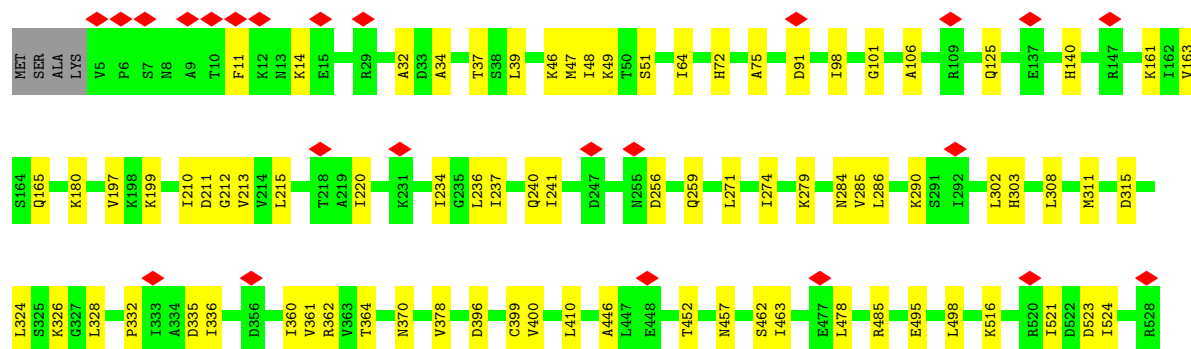 MET SER ALA LYS V5 P6 S7 N8 A9 T10 F11 K12 N13 K14 E15 R29 A32 D33 A34 T37 S38 L39 K46 M47 I48 K49 T50 S51 I64 H72 A75 D91 I98 G101 A106 R109 Q125 E137 H140 R147 K161 I162 V163
S164 Q165 K180 V197 K198 K199 I210 D211 G212 V213 V214 L215 T218 A219 I220 K231 I234 G235 L236 I237 Q240 I241 D247 N255 D256 Q259 L271 I274 K279 N284 V285 L286 K290 S291 I292 L302 H303 L308 M311 D315
L324 S325 K326 G327 L328 P332 I333 A334 D335 I336 D356 I360 V361 R362 V363 T364 N370 V378 D396 C399 V400 L410 A446 L447 E448 T452 N457 S462 I463 E477 L478 R485 E495 L498 K516 R520 I521 D522 D523 I524 R528